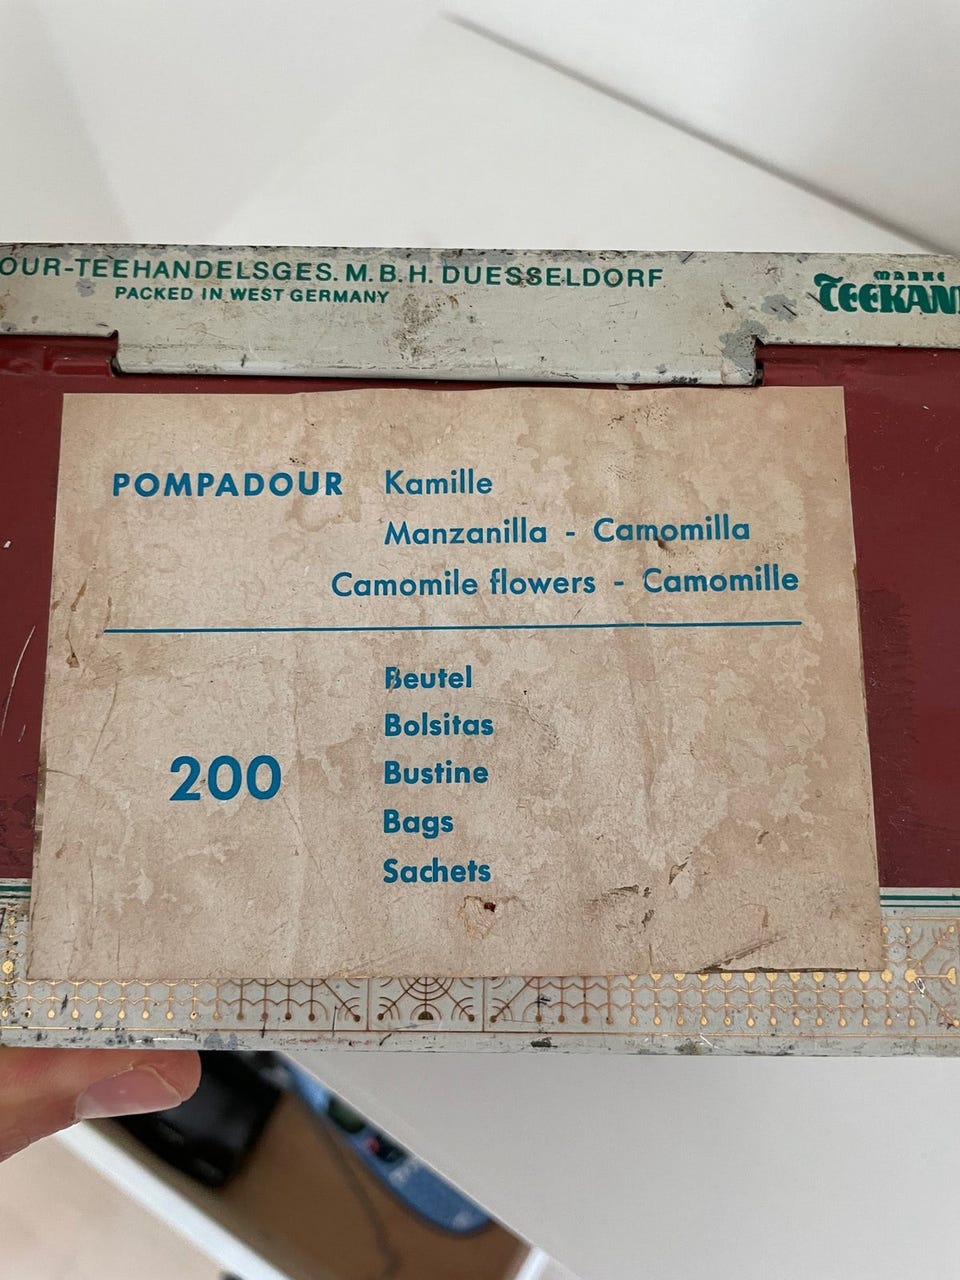 OUR-TEEHANDELSGES. M.B.H. DUESSELDORF
PACKED IN WEST GERMANY
MARKE
TEEKAN
POMPADOUR Kamille
Manzanilla - Camomilla
Camomile flowers - Camomille
200
Beutel
Bolsitas
Bustine
Bags
Sachets